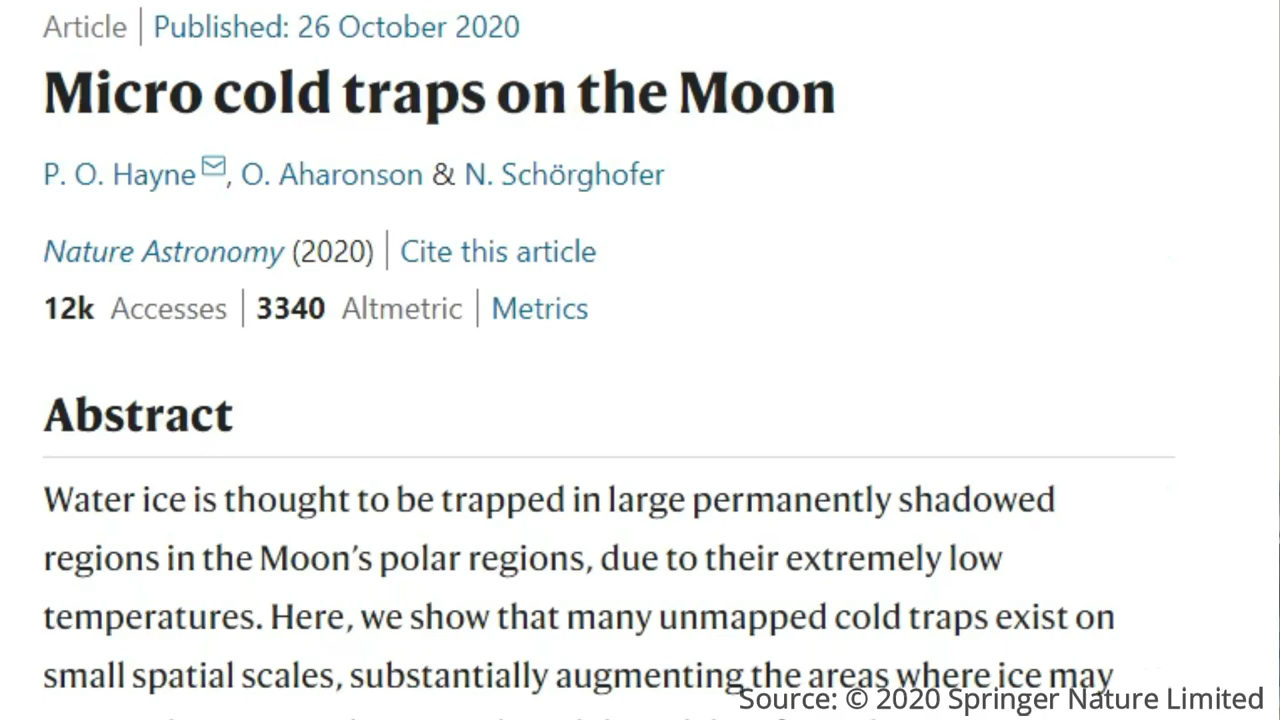 Article | Published: 26 October 2020
Micro cold traps on the Moon
P. O. Hayne, O. Aharonson & N. Schörghofer
Nature Astronomy (2020) | Cite this article
12k Accesses | 3340 Altmetric | Metrics
Abstract
Water ice is thought to be trapped in large permanently shadowed
regions in the Moon’s polar regions, due to their extremely low
temperatures. Here, we show that many unmapped cold traps exist on
small spatial scales, substantially augmenting the areas where ice may
Source: © 2020 Springer Nature Limited